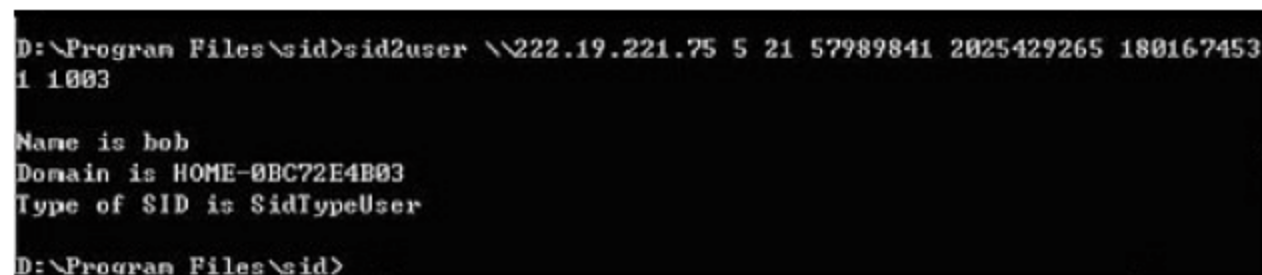 D:\Program Files\sid>sid2user \\222.19.221.75 5 21 57989841 2025429265 180167453
1 1003
Name is bob
Domain is HOME-0BC72E4B03
Type of SID is SidTypeUser
D:\Program Files\sid>